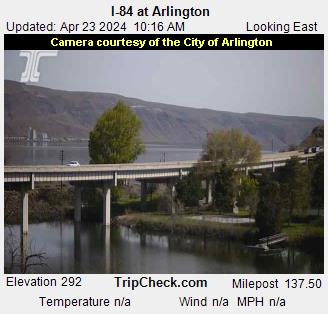 I-84 at Arlington
Updated: Apr 23 2024 10:16 AM Looking East
Camera courtesy of the City of Arlington
Elevation 292 TripCheck.com Milepost 137.50
Temperature n/a Wind n/a MPH n/a